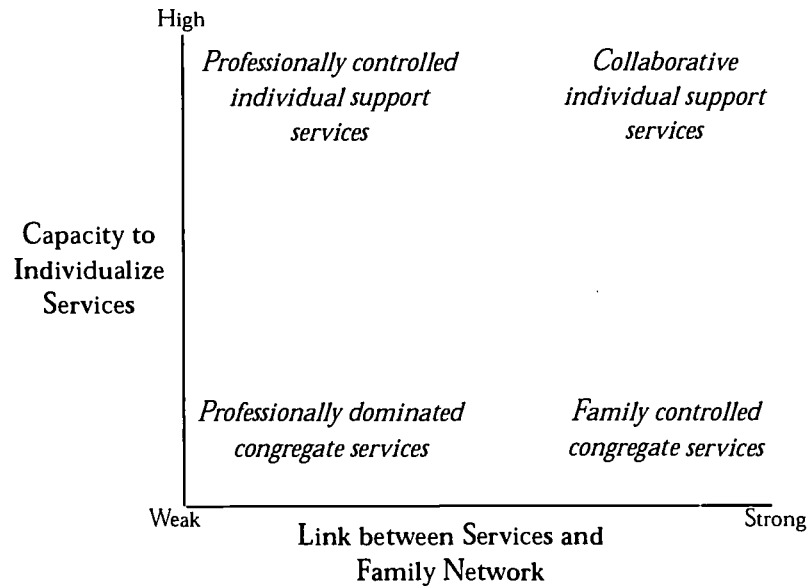 High
Professionally controlled
individual support
services
Collaborative
individual support
services
Capacity to
Individualize
Services
Professionally dominated
congregate services
Family controlled
congregate services
Weak
Strong
Link between Services and
Family Network